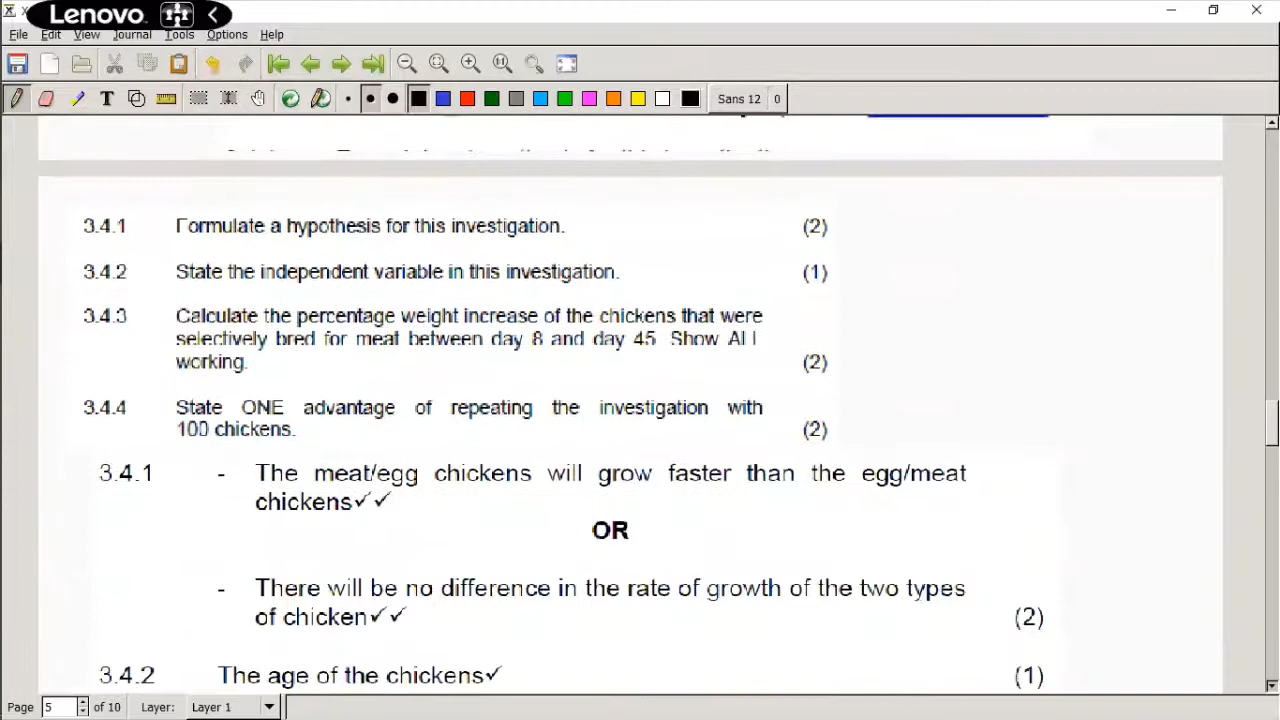 Lenovo
File Edit View Journal Tools Options Help
Sans 12
3.4.1 Formulate a hypothesis for this investigation. (2)
3.4.2 State the independent variable in this investigation. (1)
3.4.3 Calculate the percentage weight increase of the chickens that were
selectively bred for meat between day 8 and day 45 Show ALL
working. (2)
3.4.4 State ONE advantage of repeating the investigation with
100 chickens. (2)
3.4.1 - The meat/egg chickens will grow faster than the egg/meat
chickens✓✓
OR
- There will be no difference in the rate of growth of the two types
of chicken✓✓ (2)
3.4.2 The age of the chickens✓ (1)
Page 5 of 10 Layer: Layer 1